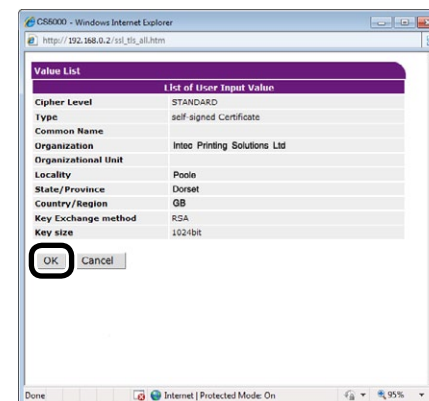 CS5000 - Windows Internet Explorer
http://192.168.0.2/ssl_tls_all.htm
Value List
List of User Input Value
Cipher Level STANDARD
Type self-signed Certificate
Common Name
Organization Intec Printing Solutions Ltd
Organizational Unit
Locality Poole
State/Province Dorset
Country/Region GB
Key Exchange method RSA
Key size 1024bit
OK Cancel
Done Internet | Protected Mode: On 95%